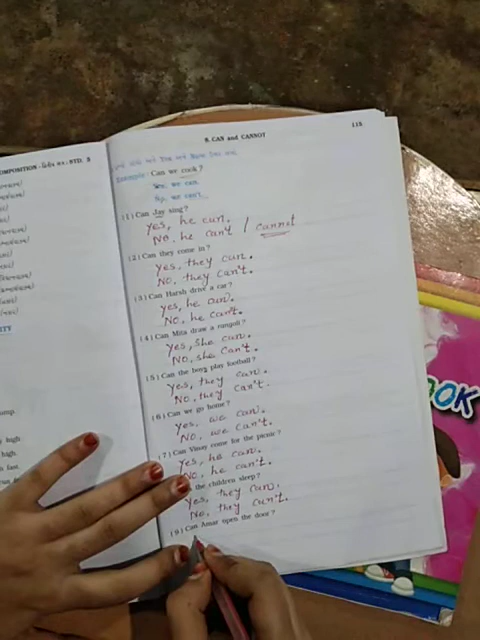 8. CAN and CANNOT
115
Example: Can we cook?
Yes, we can.
No, we can't.
(1) Can Jay sing?
Yes, he can.
No, he can't / cannot
(2) Can they come in?
Yes, they can.
No, they can't.
(3) Can Harsh drive a car?
Yes, he can.
No, he can't.
(4) Can Mita draw a rangoli?
Yes, she can.
No, she can't.
(5) Can the boys play football?
Yes, they can.
No, they can't.
(6) Can we go home?
Yes, we can.
No, we can't.
(7) Can Vinay come for the picnic?
Yes, he can.
No, he can't.
the children sleep?
Yes, they can.
No, they can't.
(9) Can Amar open the door?
STD. 5
high
high.
fast.
OOK